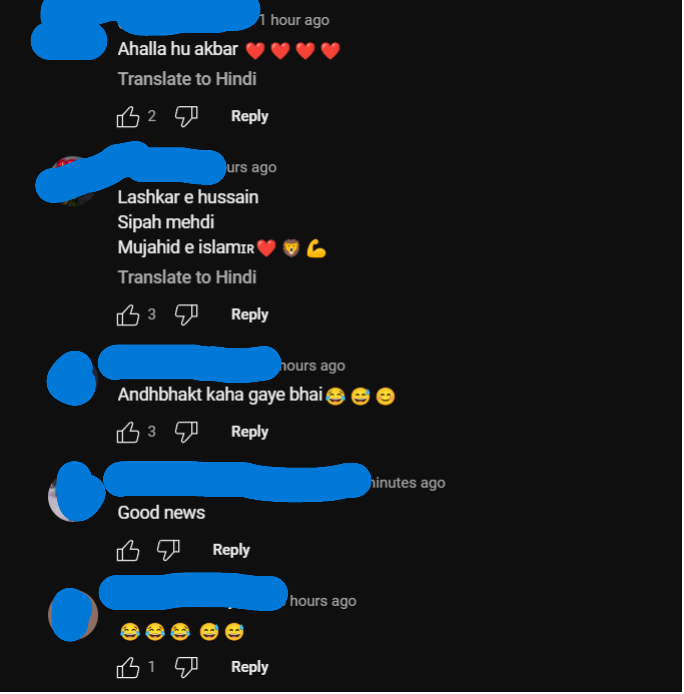 1 hour ago
Ahalla hu akbar ❤️ ❤️ ❤️ ❤️
Translate to Hindi
2 Reply
urs ago
Lashkar e hussain
Sipah mehdi
Mujahid e islamɪʀ❤️ 🦁 💪
Translate to Hindi
3 Reply
hours ago
Andhbhakt kaha gaye bhai😂 😅 😊
3 Reply
inutes ago
Good news
Reply
hours ago
😂 😂 😂 😅 😅
1 Reply